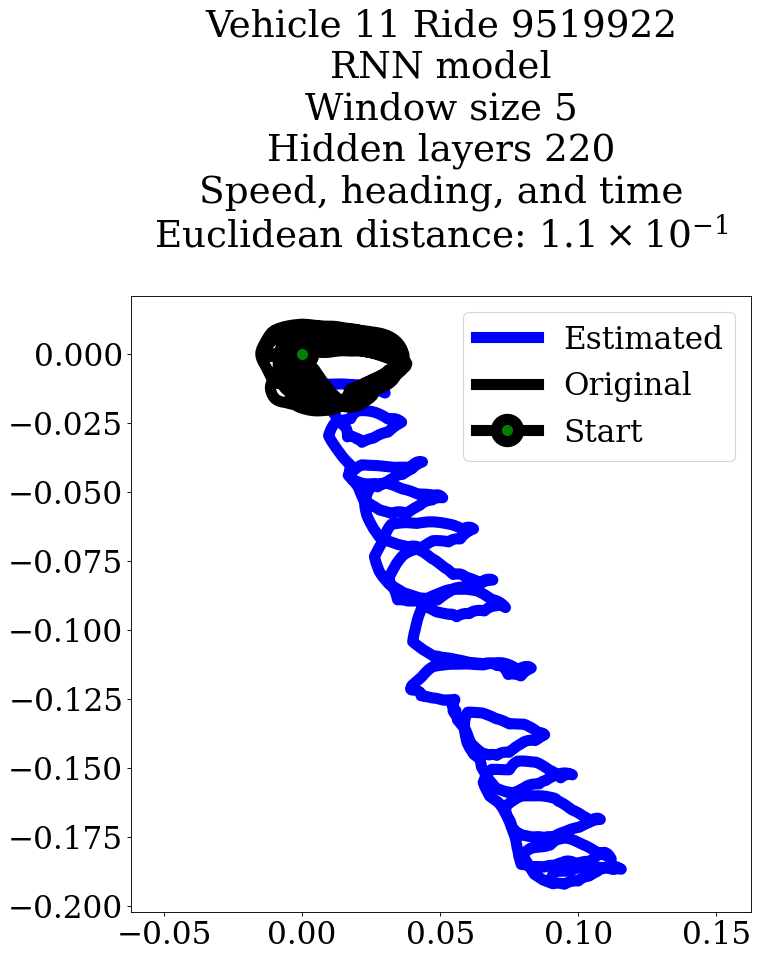 Vehicle 11 Ride 9519922
RNN model
Window size 5
Hidden layers 220
Speed, heading, and time
Euclidean distance: 1.1 × 10⁻¹
Estimated
Original
Start
0.000
−0.025
−0.050
−0.075
−0.100
−0.125
−0.150
−0.175
−0.200
−0.05 0.00 0.05 0.10 0.15